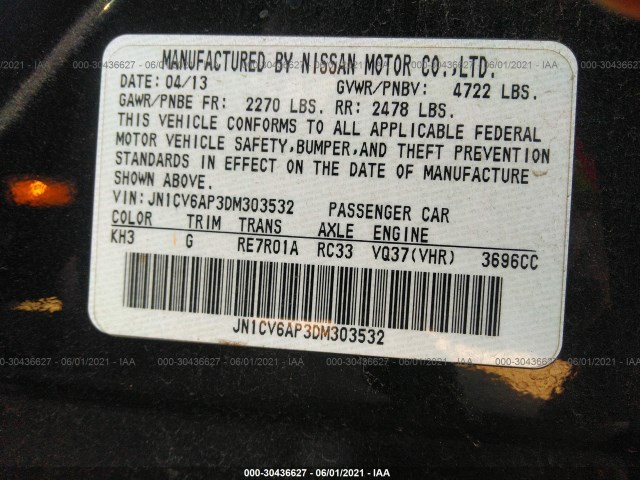 MANUFACTURED BY NISSAN MOTOR CO.,LTD.
DATE: 04/13 GVWR/PNBV: 4722 LBS.
GAWR/PNBE FR: 2270 LBS. RR: 2478 LBS.
THIS VEHICLE CONFORMS TO ALL APPLICABLE FEDERAL
MOTOR VEHICLE SAFETY,BUMPER,AND THEFT PREVENTION
STANDARDS IN EFFECT ON THE DATE OF MANUFACTURE
SHOWN ABOVE.
VIN: JN1CV6AP3DM303532 PASSENGER CAR
COLOR TRIM TRANS AXLE ENGINE
KH3 G RE7R01A RC33 VQ37(VHR) 3696CC
JN1CV6AP3DM303532
000-30436627 - 06/01/2021 - IAA